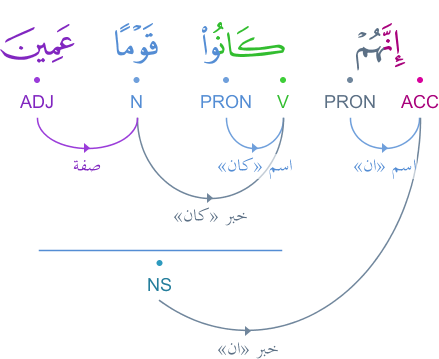 إِنَّهُمْ كَانُوا۟ قَوْمًا عَمِينَ
ACC PRON V PRON N ADJ
اسم «ان» اسم «كان» صفة
خبر «كان»
NS
خبر «ان»